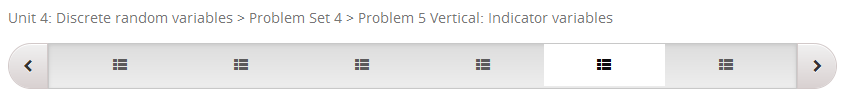 Unit 4: Discrete random variables > Problem Set 4 > Problem 5 Vertical: Indicator variables